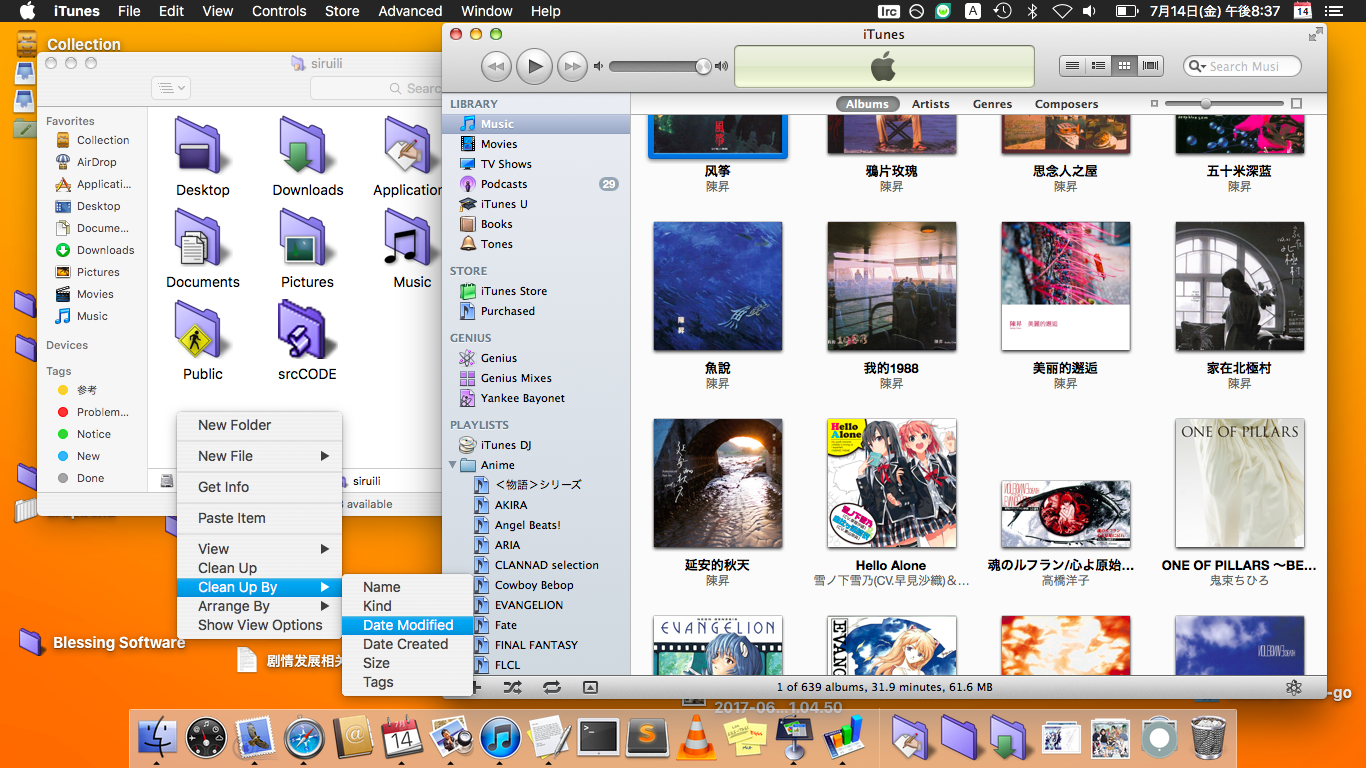 iTunes File Edit View Controls Store Advanced Window Help
Irc A 7月14日(金) 午後8:37 14
Collection
siruili
Favorites
Collection
AirDrop
Applicati...
Desktop
Docume...
Downloads
Pictures
Movies
Music
Devices
Tags
参考
Problem...
Notice
New
Done
Desktop
Downloads
Application
Documents
Pictures
Music
Public
srcCODE
siruili
available
New Folder
New File
Get Info
Paste Item
View
Clean Up
Clean Up By
Arrange By
Show View Options
Name
Kind
Date Modified
Date Created
Size
Tags
Blessing Software
剧情发展相关
iTunes
Search Musi
LIBRARY
Music
Movies
TV Shows
Podcasts 29
iTunes U
Books
Tones
STORE
iTunes Store
Purchased
GENIUS
Genius
Genius Mixes
Yankee Bayonet
PLAYLISTS
iTunes DJ
Anime
<物語>シリーズ
AKIRA
Angel Beats!
ARIA
CLANNAD selection
Cowboy Bebop
EVANGELION
Fate
FINAL FANTASY
FLCL
Albums Artists Genres Composers
风筝
陳昇
鴉片玫瑰
陳昇
思念人之屋
陳昇
五十米深蓝
陳昇
魚說
陳昇
我的1988
陳昇
美丽的邂逅
陳昇
家在北極村
陳昇
延安的秋天
陳昇
Hello Alone
雪ノ下雪乃(CV.早見沙織)&...
魂のルフラン/心よ原始...
高橋洋子
ONE OF PILLARS
ONE OF PILLARS 〜BE...
鬼束ちひろ
EVANGELION
1 of 639 albums, 31.9 minutes, 61.6 MB
2017-06...1.04.50
-go
14